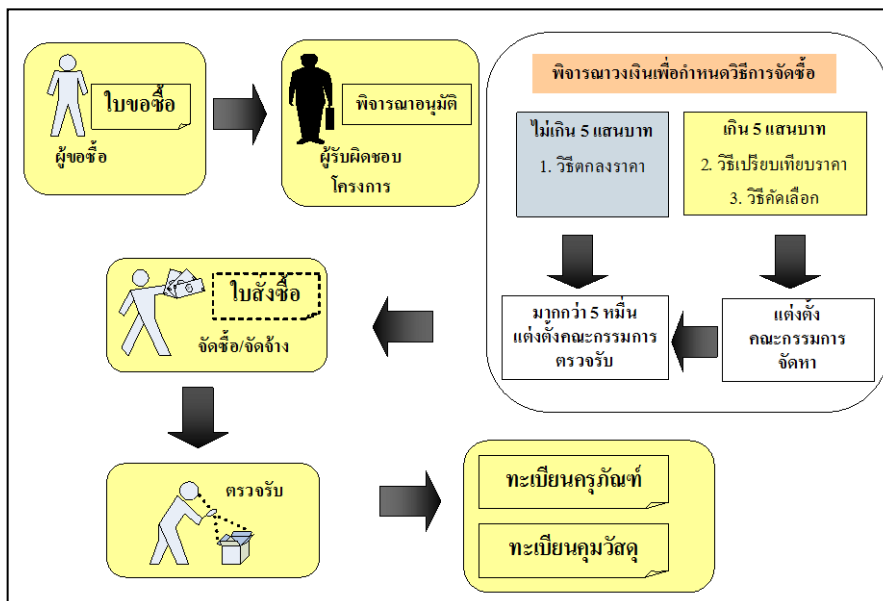 ใบขอซื้อ
ผู้ขอซื้อ
พิจารณาอนุมัติ
ผู้รับผิดชอบ
โครงการ
พิจารณาวงเงินเพื่อกำหนดวิธีการจัดซื้อ
ไม่เกิน 5 แสนบาท
1. วิธีตกลงราคา
เกิน 5 แสนบาท
2. วิธีเปรียบเทียบราคา
3. วิธีคัดเลือก
มากกว่า 5 หมื่น
แต่งตั้งคณะกรรมการ
ตรวจรับ
แต่งตั้ง
คณะกรรมการ
จัดหา
ใบสั่งซื้อ
จัดซื้อ/จัดจ้าง
ตรวจรับ
ทะเบียนครุภัณฑ์
ทะเบียนคุมวัสดุ